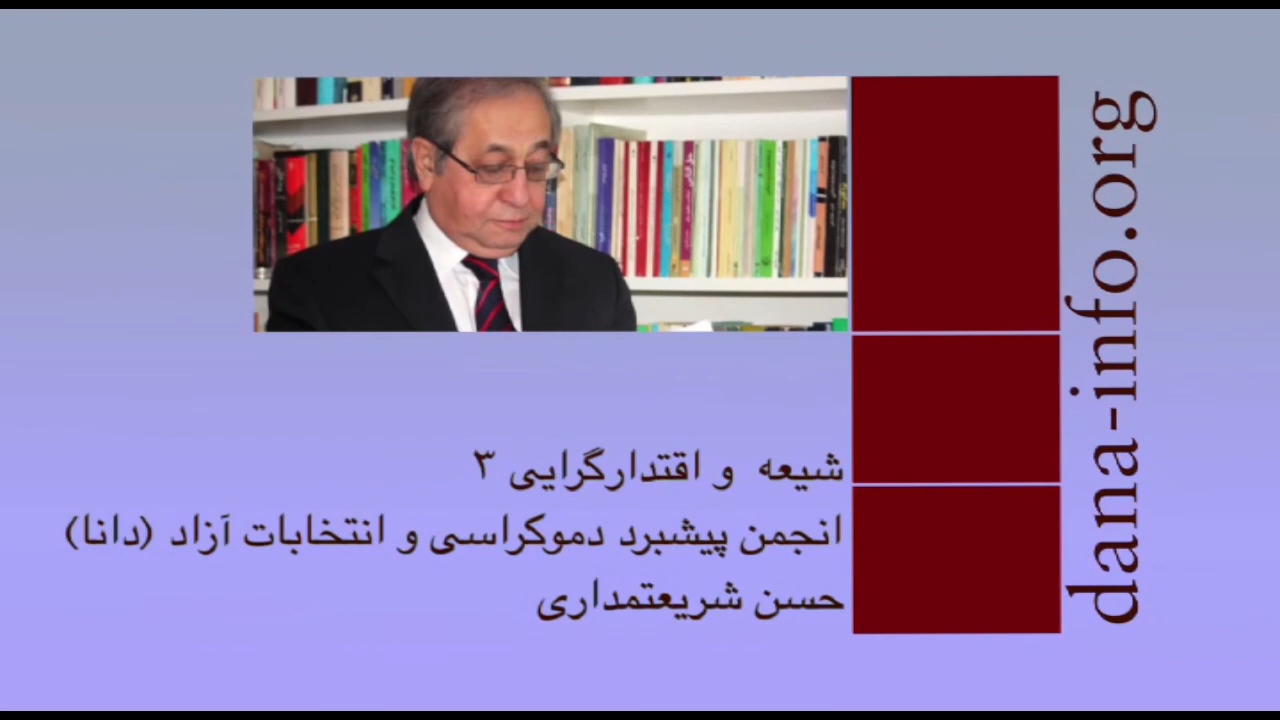 شیعه و اقتدارگرایی ۳
انجمن پیشبرد دموکراسی و انتخابات آزاد (دانا)
حسن شریعتمداری
dana-info.org